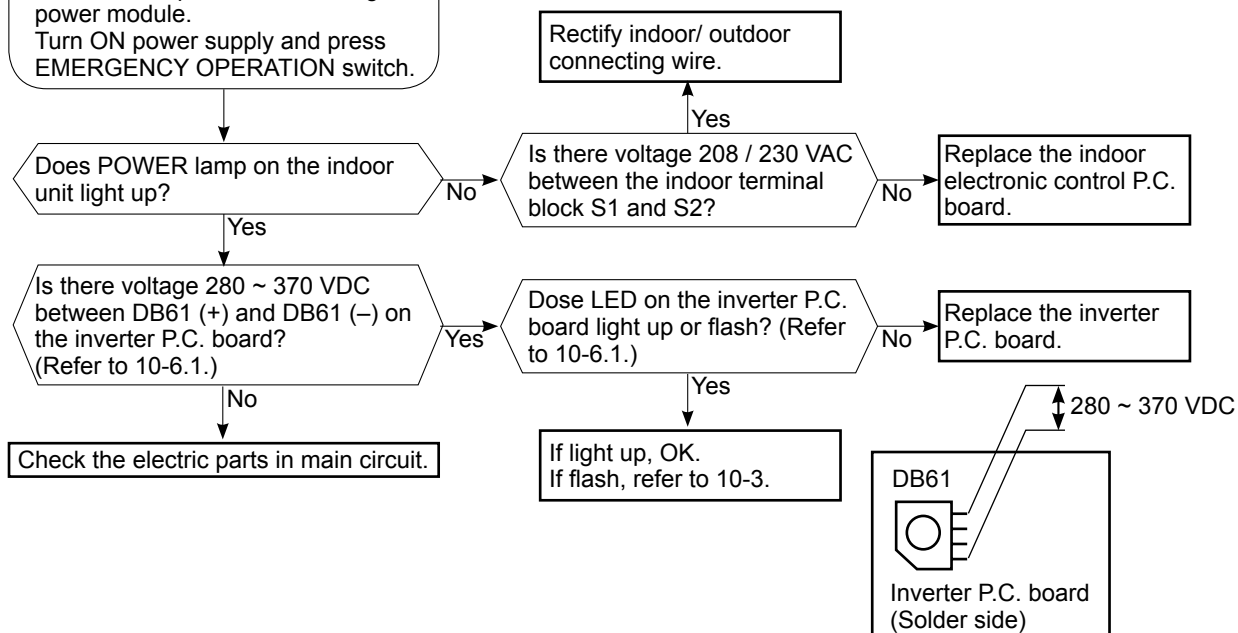 power module.
Turn ON power supply and press
EMERGENCY OPERATION switch.
Rectify indoor/ outdoor
connecting wire.
Yes
Does POWER lamp on the indoor
unit light up?
No
Is there voltage 208 / 230 VAC
between the indoor terminal
block S1 and S2?
No
Replace the indoor
electronic control P.C.
board.
Yes
Is there voltage 280 ~ 370 VDC
between DB61 (+) and DB61 (–) on
the inverter P.C. board?
(Refer to 10-6.1.)
Yes
Dose LED on the inverter P.C.
board light up or flash? (Refer
to 10-6.1.)
No
Replace the inverter
P.C. board.
No
Yes
280 ~ 370 VDC
Check the electric parts in main circuit.
If light up, OK.
If flash, refer to 10-3.
DB61
Inverter P.C. board
(Solder side)